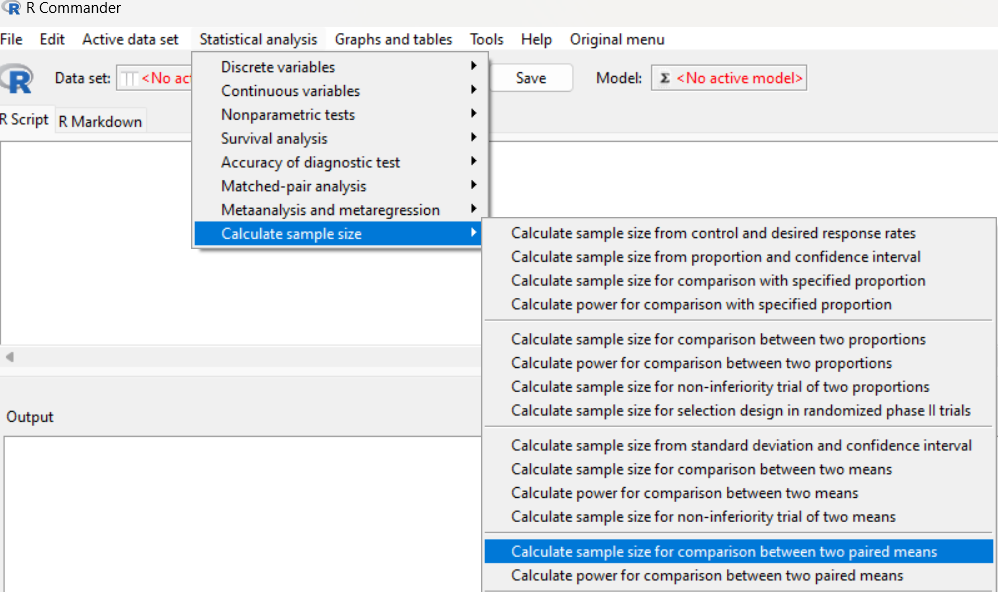 R Commander
File Edit Active data set Statistical analysis Graphs and tables Tools Help Original menu
R Data set: <No act Save Model: Σ <No active model>
R Script R Markdown
Discrete variables
Continuous variables
Nonparametric tests
Survival analysis
Accuracy of diagnostic test
Matched-pair analysis
Metaanalysis and metaregression
Calculate sample size
Calculate sample size from control and desired response rates
Calculate sample size from proportion and confidence interval
Calculate sample size for comparison with specified proportion
Calculate power for comparison with specified proportion
Calculate sample size for comparison between two proportions
Calculate power for comparison between two proportions
Calculate sample size for non-inferiority trial of two proportions
Calculate sample size for selection design in randomized phase II trials
Calculate sample size from standard deviation and confidence interval
Calculate sample size for comparison between two means
Calculate power for comparison between two means
Calculate sample size for non-inferiority trial of two means
Calculate sample size for comparison between two paired means
Calculate power for comparison between two paired means
Output